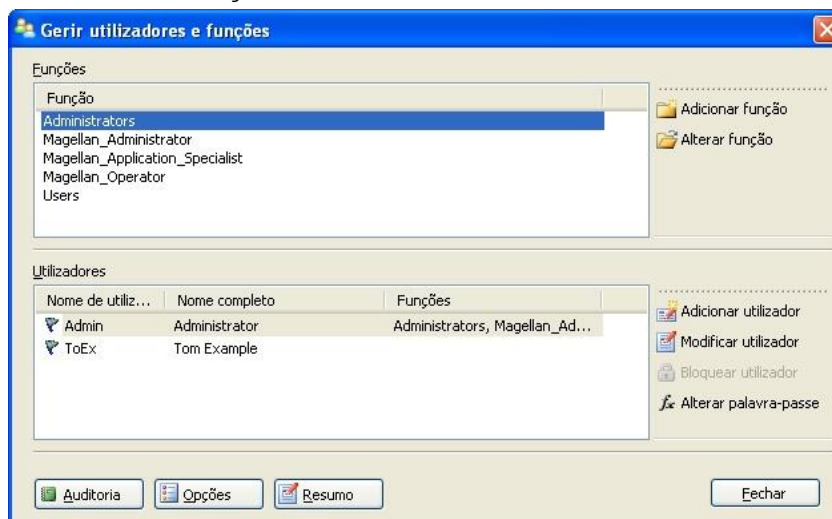 Gerir utilizadores e funções
Funções
Função
Administrators
Magellan_Administrator
Magellan_Application_Specialist
Magellan_Operator
Users
Adicionar função
Alterar função
Utilizadores
Nome de utiliz... Nome completo Funções
Admin Administrator Administrators, Magellan_Ad...
ToEx Tom Example
Adicionar utilizador
Modificar utilizador
Bloquear utilizador
Alterar palavra-passe
Auditoria Opções Resumo Fechar